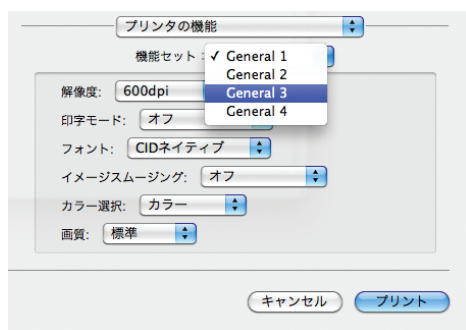 プリンタの機能
機能セット： ✓ General 1
General 2
General 3
General 4
解像度: 600dpi
印字モード: オフ
フォント: CIDネイティブ
イメージスムージング: オフ
カラー選択: カラー
画質: 標準
キャンセル プリント